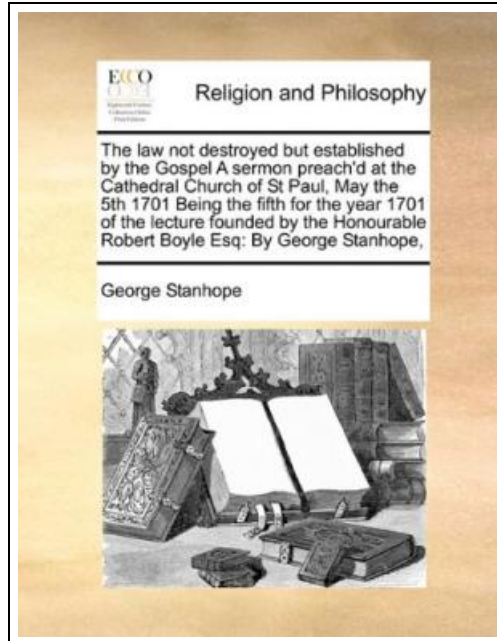 ECCO
Religion and Philosophy
The law not destroyed but established
by the Gospel A sermon preach'd at the
Cathedral Church of St Paul, May the
5th 1701 Being the fifth for the year 1701
of the lecture founded by the Honourable
Robert Boyle Esq: By George Stanhope,
George Stanhope